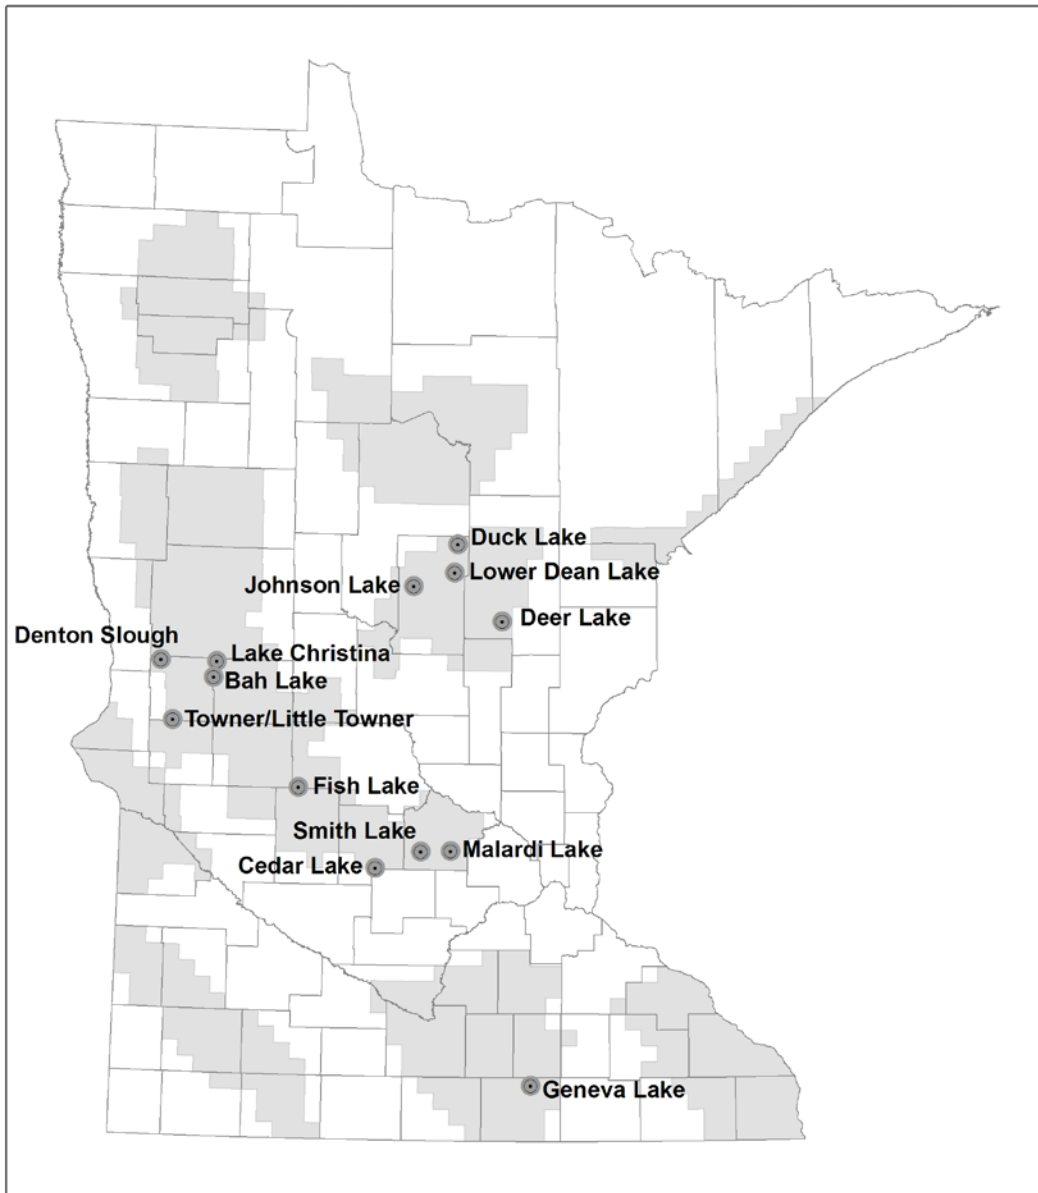 Duck Lake
Lower Dean Lake
Johnson Lake
Deer Lake
Denton Slough
Lake Christina
Bah Lake
Towner/Little Towner
Fish Lake
Smith Lake
Malardi Lake
Cedar Lake
Geneva Lake